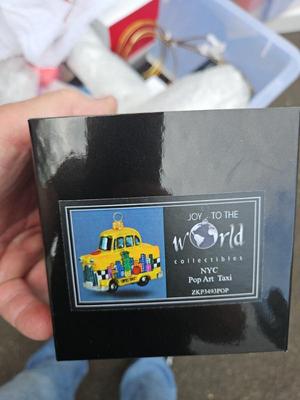 JOY TO THE
World
collectibles
NYC
Pop Art Taxi
ZKP3493POP